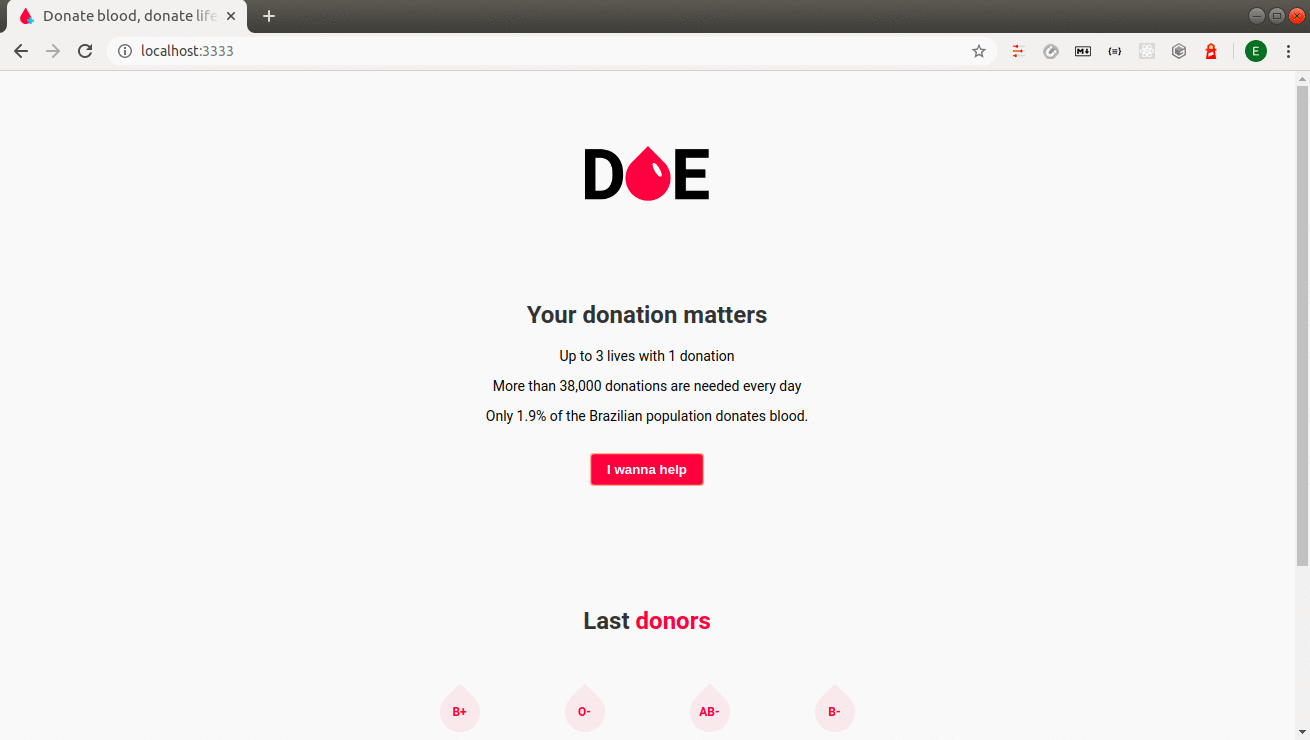 Donate blood, donate life
localhost:3333
E
DOE
Your donation matters
Up to 3 lives with 1 donation
More than 38,000 donations are needed every day
Only 1.9% of the Brazilian population donates blood.
I wanna help
Last donors
B+ O- AB- B-